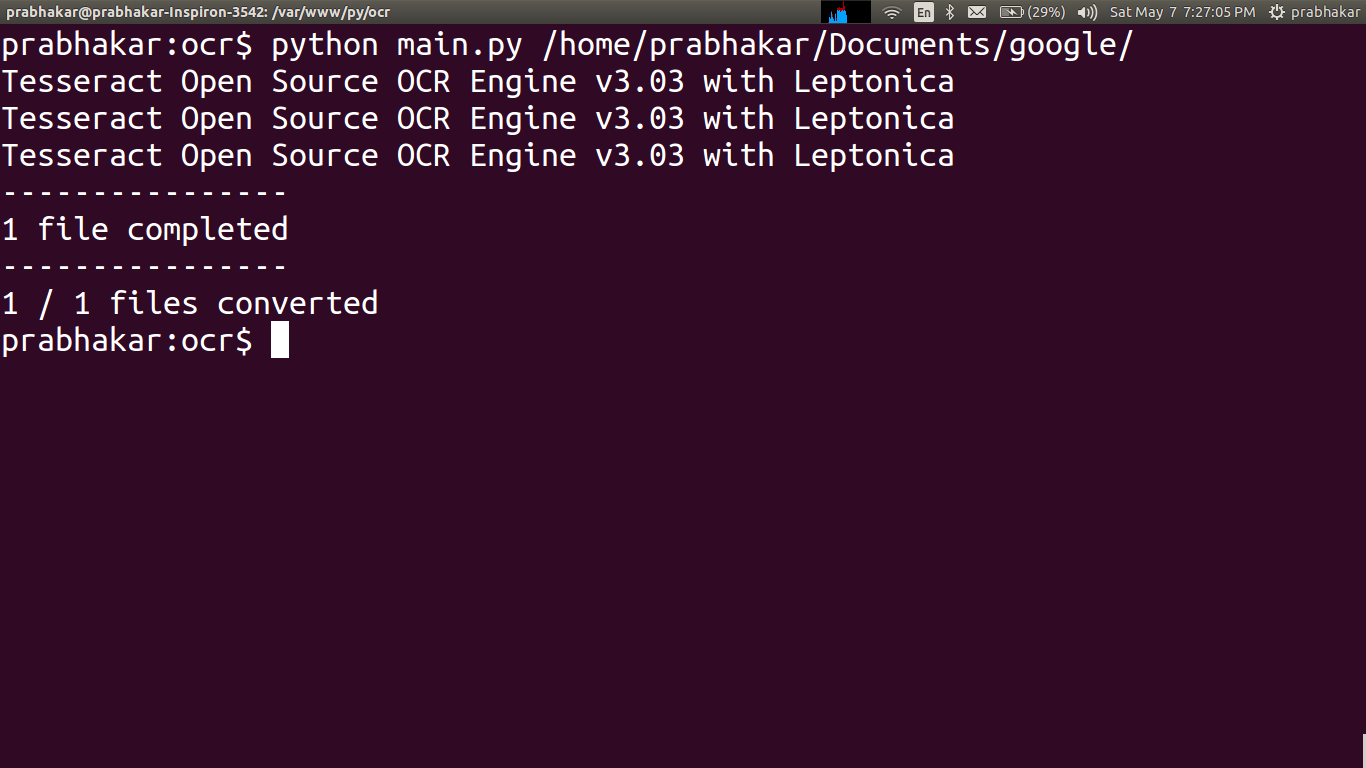 prabhakar@prabhakar-Inspiron-3542: /var/www/py/ocr En (29%) Sat May 7 7:27:05 PM prabhakar
prabhakar:ocr$ python main.py /home/prabhakar/Documents/google/
Tesseract Open Source OCR Engine v3.03 with Leptonica
Tesseract Open Source OCR Engine v3.03 with Leptonica
Tesseract Open Source OCR Engine v3.03 with Leptonica
----------------
1 file completed
----------------
1 / 1 files converted
prabhakar:ocr$